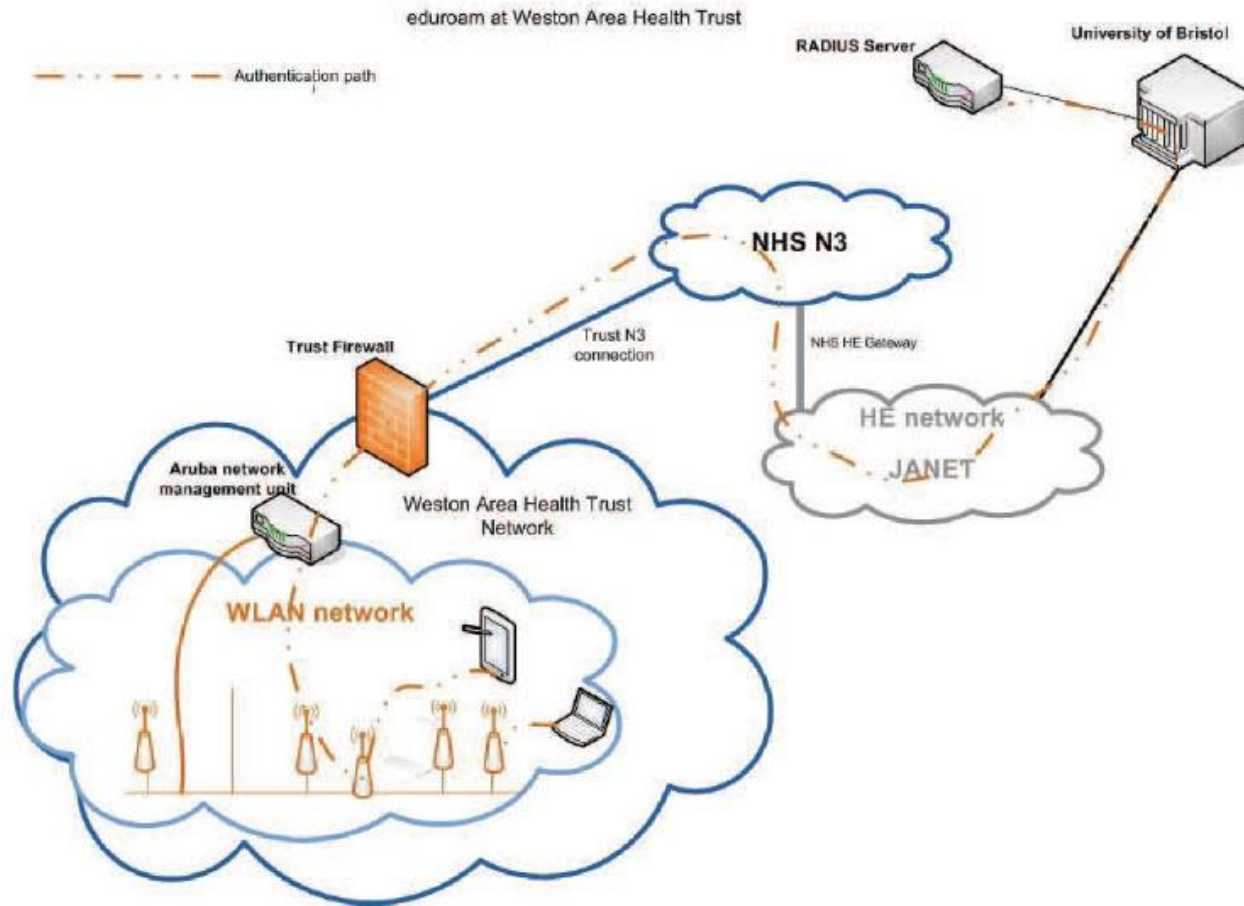 eduroam at Weston Area Health Trust
Authentication path
RADIUS Server
University of Bristol
NHS N3
Trust N3
connection
NHS HE Gateway
Trust Firewall
HE network
JANET
Aruba network
management unit
Weston Area Health Trust
Network
WLAN network